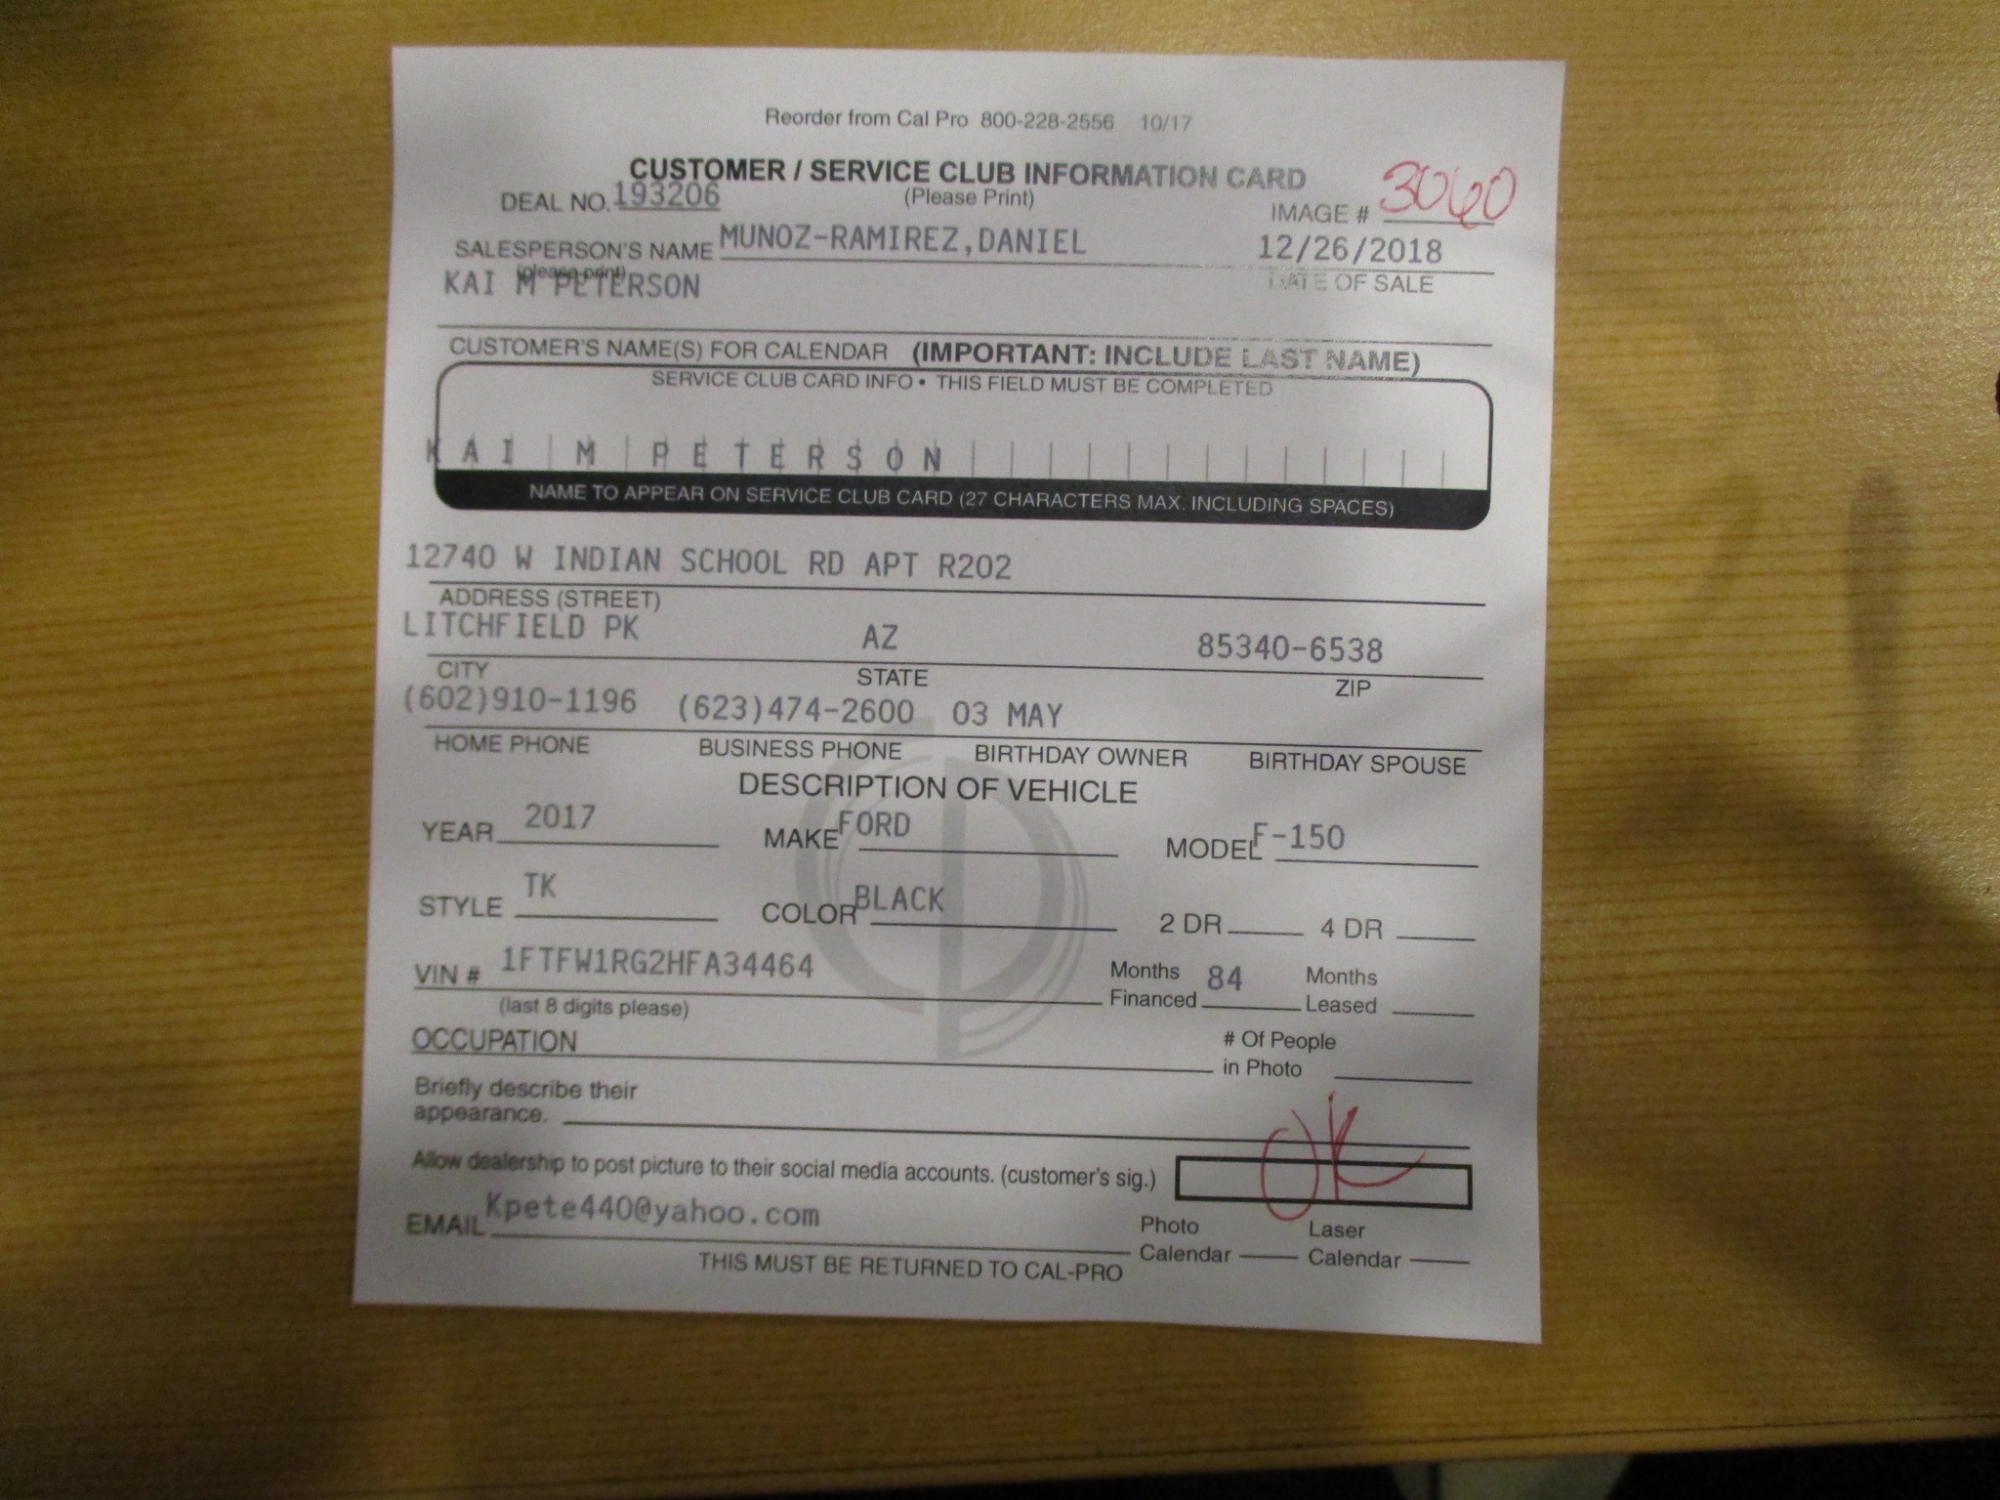 Reorder from Cal Pro 800-228-2556 10/17
CUSTOMER / SERVICE CLUB INFORMATION CARD
DEAL NO. 193206 (Please Print) IMAGE # 3060
SALESPERSON'S NAME MUNOZ-RAMIREZ,DANIEL 12/26/2018
(please print) DATE OF SALE
KAI M PETERSON
CUSTOMER'S NAME(S) FOR CALENDAR (IMPORTANT: INCLUDE LAST NAME)
SERVICE CLUB CARD INFO • THIS FIELD MUST BE COMPLETED
KAI M PETERSON
NAME TO APPEAR ON SERVICE CLUB CARD (27 CHARACTERS MAX. INCLUDING SPACES)
12740 W INDIAN SCHOOL RD APT R202
ADDRESS (STREET)
LITCHFIELD PK AZ 85340-6538
CITY STATE ZIP
(602)910-1196 (623)474-2600 03 MAY
HOME PHONE BUSINESS PHONE BIRTHDAY OWNER BIRTHDAY SPOUSE
DESCRIPTION OF VEHICLE
YEAR 2017 MAKE FORD MODEL F-150
STYLE TK COLOR BLACK 2 DR 4 DR
VIN # 1FTFW1RG2HFA34464 Months Financed 84 Months Leased
(last 8 digits please)
OCCUPATION # Of People in Photo
Briefly describe their
appearance.
Allow dealership to post picture to their social media accounts. (customer's sig.) OK
EMAIL Kpete440@yahoo.com Photo Calendar Laser Calendar
THIS MUST BE RETURNED TO CAL-PRO